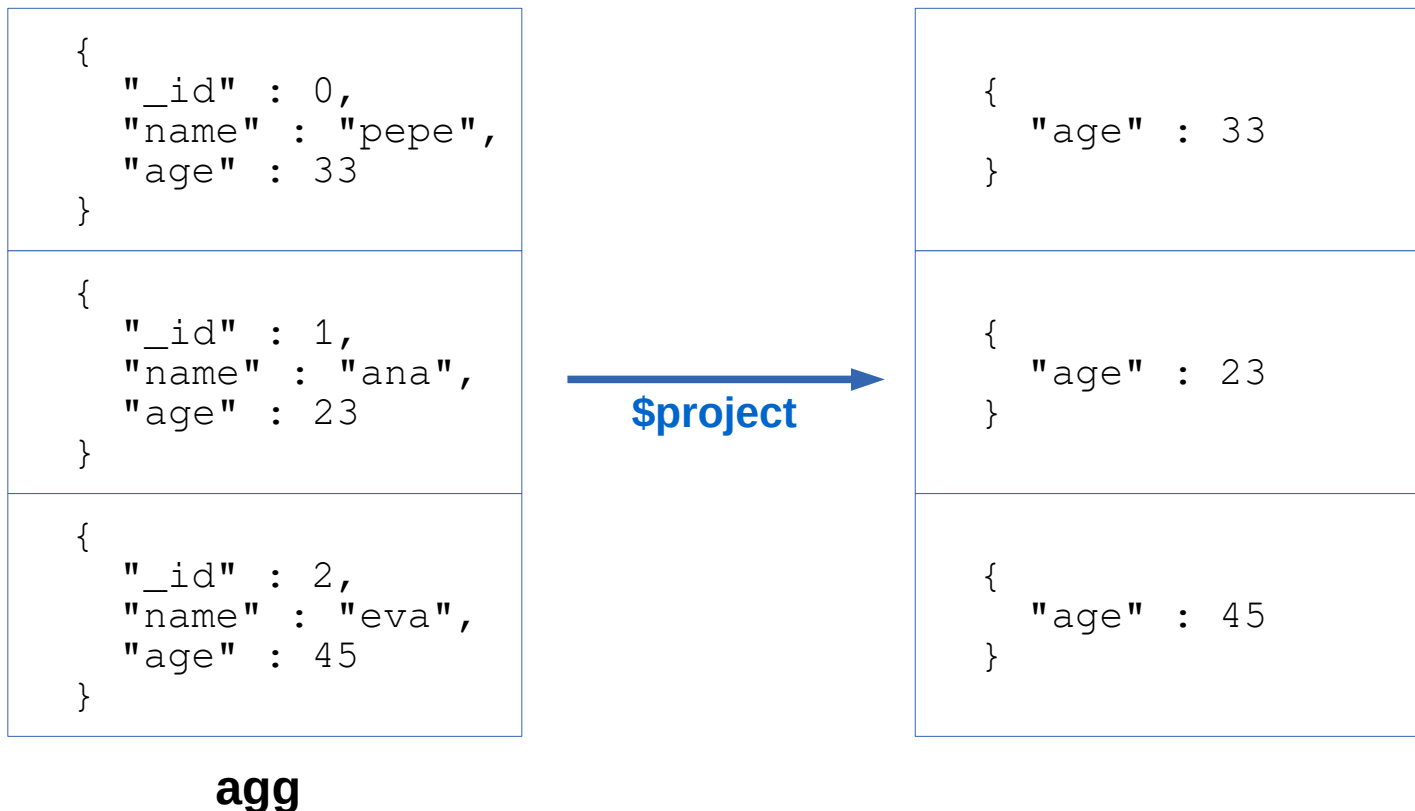 {
"_id" : 0,
"name" : "pepe",
"age" : 33
}
{
"_id" : 1,
"name" : "ana",
"age" : 23
}
{
"_id" : 2,
"name" : "eva",
"age" : 45
}
agg
$project
{
"age" : 33
}
{
"age" : 23
}
{
"age" : 45
}